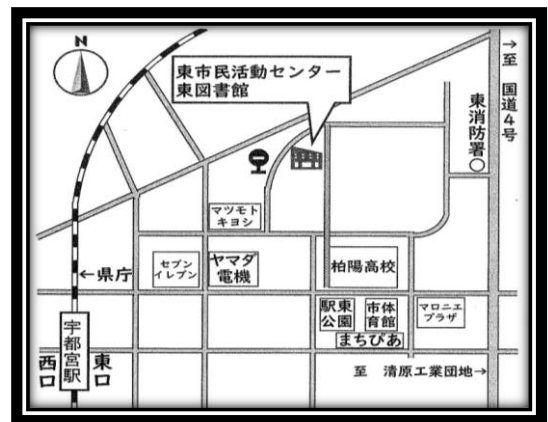 N
東市民活動センター
東図書館
→至 国道4号
東消防署○
マツモト
キヨシ
セブン
イレブン
ヤマダ
電機
柏陽高校
←県庁
駅東
公園
市体
育館
マロニエ
プラザ
まちぴあ
宇都宮駅
西口
東口
至 清原工業団地→